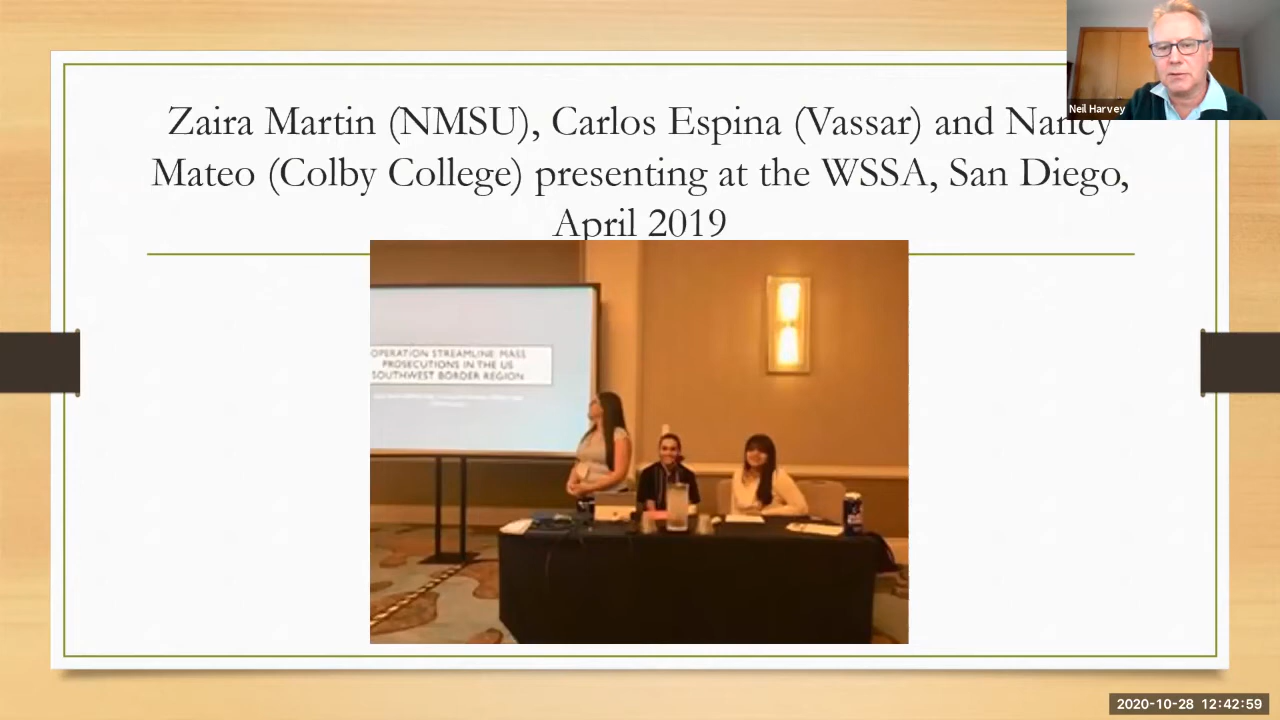 Zaira Martin (NMSU), Carlos Espina (Vassar) and Nancy
Mateo (Colby College) presenting at the WSSA, San Diego,
April 2019
Neil Harvey
OPERATION STREAMLINE: MASS
PROSECUTIONS IN THE US
SOUTHWEST BORDER REGION
2020-10-28 12:42:59